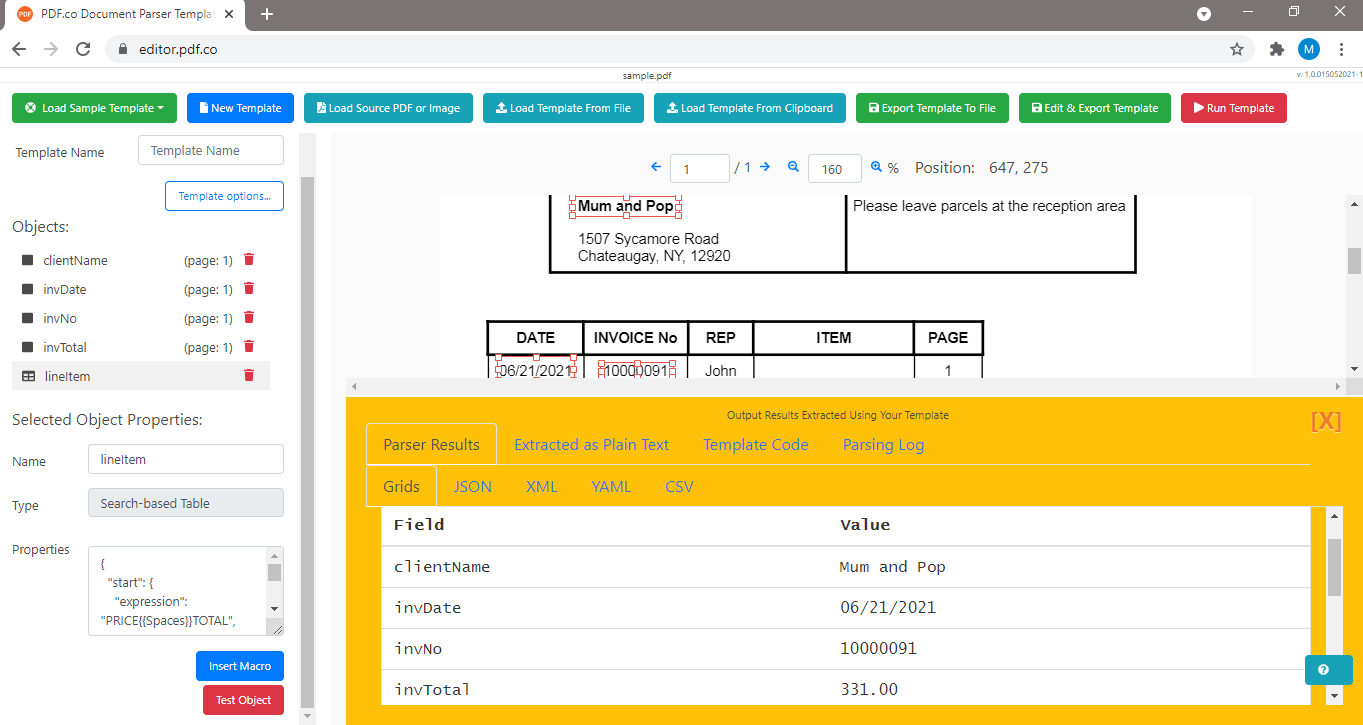 PDF PDF.co Document Parser Templa
editor.pdf.co
M
sample.pdf
v. 1.0.015052021-1
Load Sample Template
New Template
Load Source PDF or Image
Load Template From File
Load Template From Clipboard
Export Template To File
Edit & Export Template
Run Template
Template Name
Template Name
Template options...
Objects:
clientName (page: 1)
invDate (page: 1)
invNo (page: 1)
invTotal (page: 1)
lineItem
Selected Object Properties:
Name lineItem
Type Search-based Table
Properties
{
"start": {
"expression":
"PRICE{{Spaces}}TOTAL",
Insert Macro
Test Object
1 / 1 160 % Position: 647, 275
Mum and Pop Please leave parcels at the reception area
1507 Sycamore Road
Chateaugay, NY, 12920
DATE INVOICE No REP ITEM PAGE
06/21/2021 10000091 John 1
Output Results Extracted Using Your Template
[X]
Parser Results Extracted as Plain Text Template Code Parsing Log
Grids JSON XML YAML CSV
Field Value
clientName Mum and Pop
invDate 06/21/2021
invNo 10000091
invTotal 331.00
?